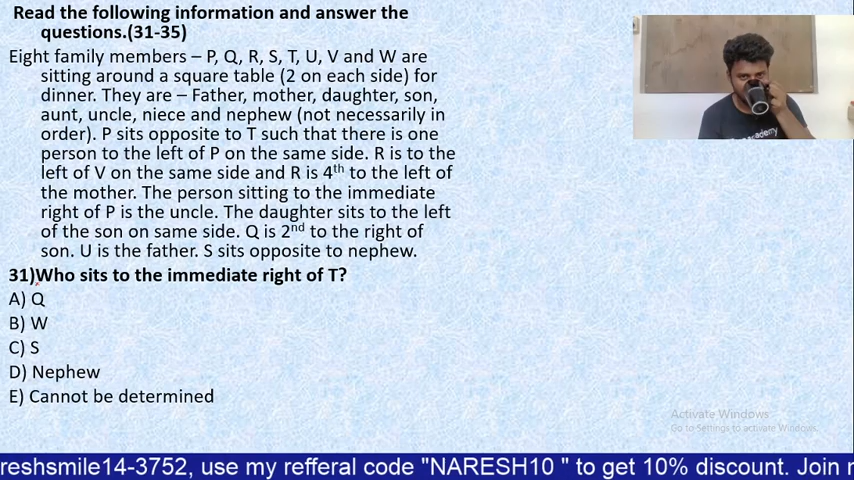 Read the following information and answer the
questions.(31-35)
Eight family members – P, Q, R, S, T, U, V and W are
sitting around a square table (2 on each side) for
dinner. They are – Father, mother, daughter, son,
aunt, uncle, niece and nephew (not necessarily in
order). P sits opposite to T such that there is one
person to the left of P on the same side. R is to the
left of V on the same side and R is 4th to the left of
the mother. The person sitting to the immediate
right of P is the uncle. The daughter sits to the left
of the son on same side. Q is 2nd to the right of
son. U is the father. S sits opposite to nephew.
31)Who sits to the immediate right of T?
A) Q
B) W
C) S
D) Nephew
E) Cannot be determined
academy
Activate Windows
Go to Settings to activate Windows.
reshsmile14-3752, use my refferal code "NARESH10 " to get 10% discount. Join